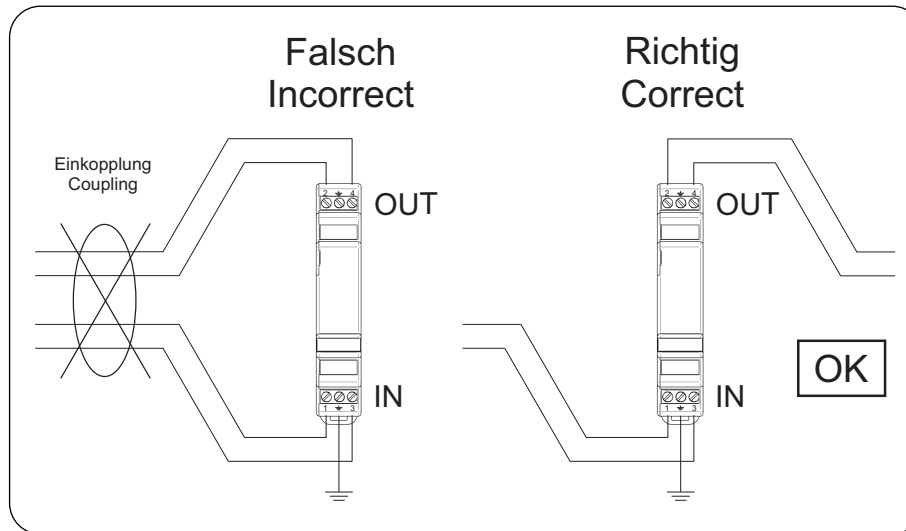 Falsch
Incorrect
Richtig
Correct
Einkopplung
Coupling
2 4
OUT
2 4
OUT
OK
IN
1 3
IN
1 3